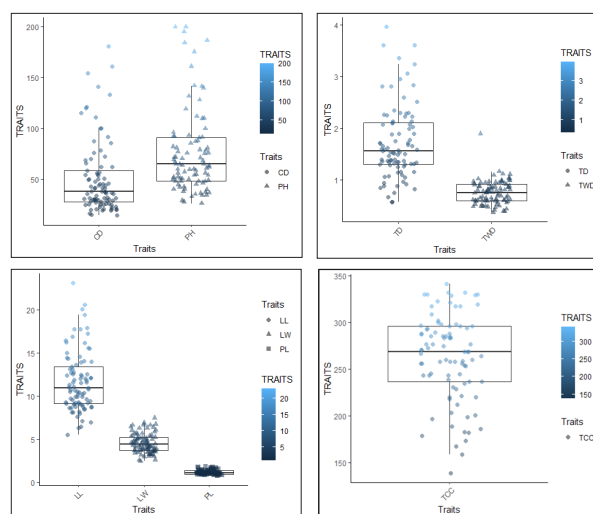 200
150
100
50
TRAITS
CD
PH
Traits
TRAITS
200
150
100
50
Traits
CD
PH
4
3
2
1
TRAITS
TD
TWD
Traits
TRAITS
3
2
1
Traits
TD
TWD
20
15
10
5
0
TRAITS
LL
LW
PL
Traits
Traits
LL
LW
PL
TRAITS
20
15
10
5
350
300
250
200
150
TRAITS
TCC
Traits
TRAITS
300
250
200
150
Traits
TCC